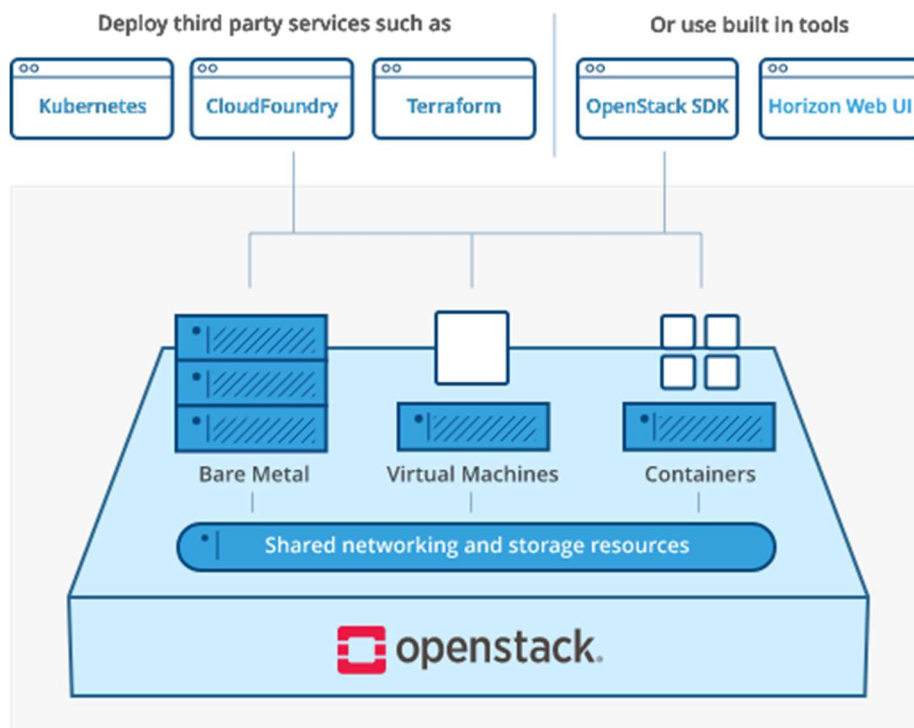 Deploy third party services such as
Or use built in tools
Kubernetes
CloudFoundry
Terraform
OpenStack SDK
Horizon Web UI
Bare Metal
Virtual Machines
Containers
Shared networking and storage resources
openstack.